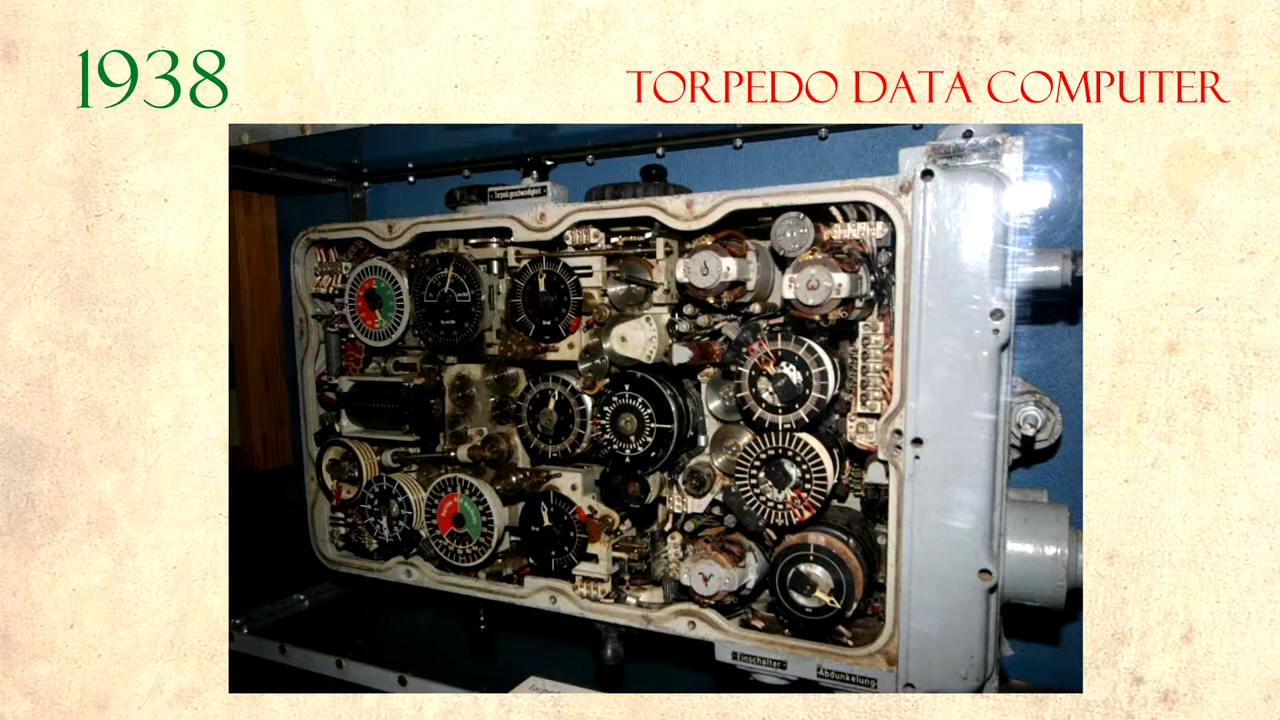 1938
TORPEDO DATA COMPUTER
Torpedogeschwindigkeit
Einschalter
Abdunkelung